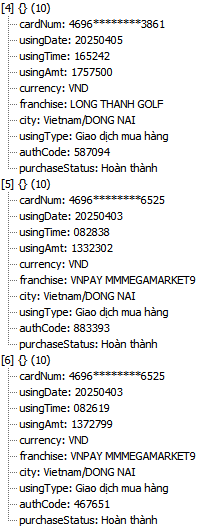 [4] {} (10)
cardNum: 4696********3861
usingDate: 20250405
usingTime: 165242
usingAmt: 1757500
currency: VND
franchise: LONG THANH GOLF
city: Vietnam/DONG NAI
usingType: Giao dịch mua hàng
authCode: 587094
purchaseStatus: Hoàn thành
[5] {} (10)
cardNum: 4696********6525
usingDate: 20250403
usingTime: 082838
usingAmt: 1332302
currency: VND
franchise: VNPAY MMMEGAMARKET9
city: Vietnam/DONG NAI
usingType: Giao dịch mua hàng
authCode: 883393
purchaseStatus: Hoàn thành
[6] {} (10)
cardNum: 4696********6525
usingDate: 20250403
usingTime: 082619
usingAmt: 1372799
currency: VND
franchise: VNPAY MMMEGAMARKET9
city: Vietnam/DONG NAI
usingType: Giao dịch mua hàng
authCode: 467651
purchaseStatus: Hoàn thành